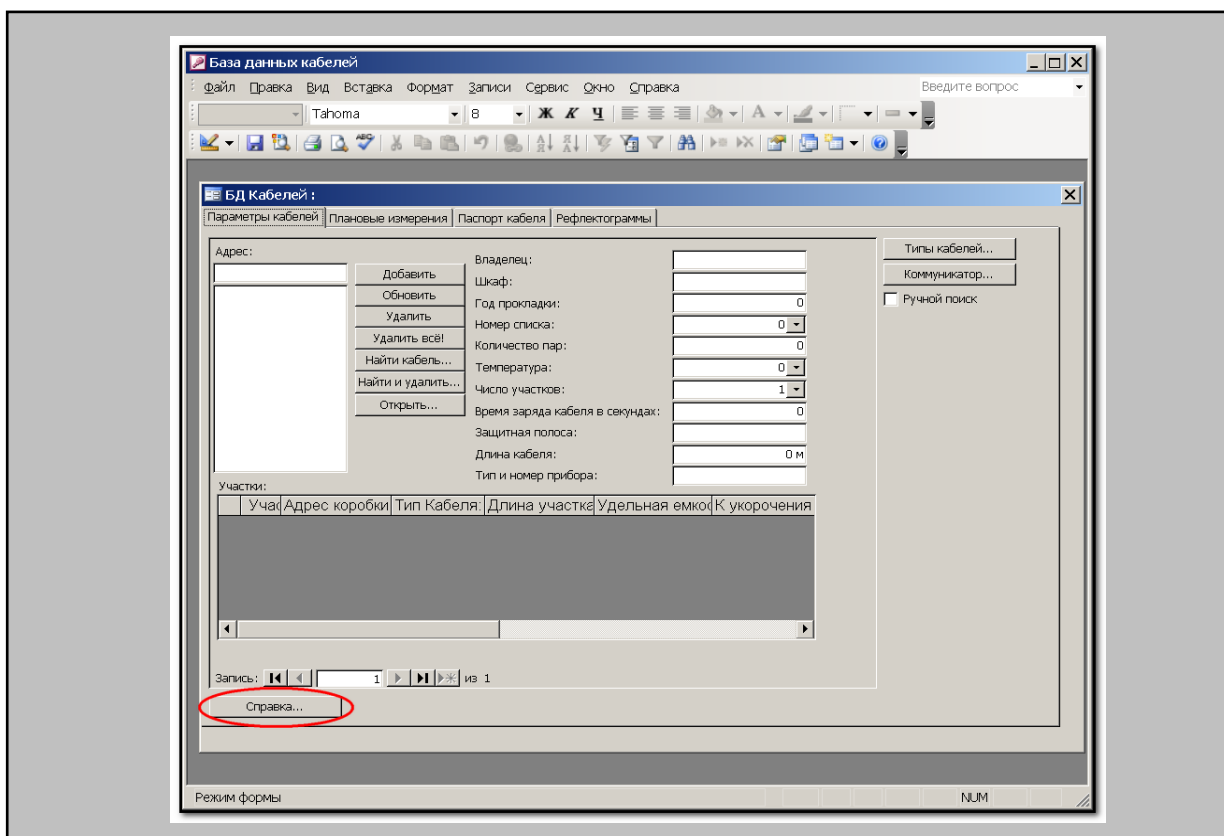 База данных кабелей
Файл Правка Вид Вставка Формат Записи Сервис Окно Справка Введите вопрос
Tahoma 8 Ж К Ч
БД Кабелей :
Параметры кабелей Плановые измерения Паспорт кабеля Рефлектограммы
Адрес:
Добавить
Обновить
Удалить
Удалить всё!
Найти кабель...
Найти и удалить...
Открыть...
Владелец:
Шкаф:
Год прокладки: 0
Номер списка: 0
Количество пар: 0
Температура: 0
Число участков: 1
Время заряда кабеля в секундах: 0
Защитная полоса:
Длина кабеля: 0 м
Тип и номер прибора:
Типы кабелей...
Коммуникатор...
Ручной поиск
Участки:
Учас Адрес коробки Тип Кабеля: Длина участка Удельная емкос К укорочения
Запись: 1 из 1
Справка...
Режим формы NUM